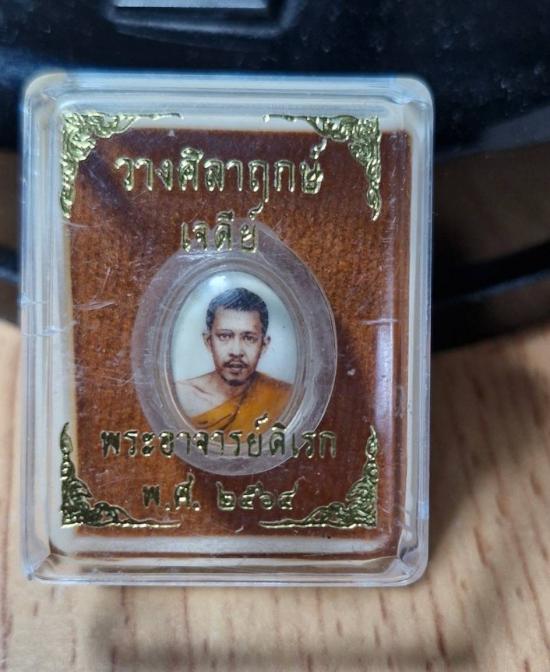 วางศิลาฤกษ์
เจดีย์
พระอาจารย์ดิเรก
พ.ศ. ๒๕๖๔